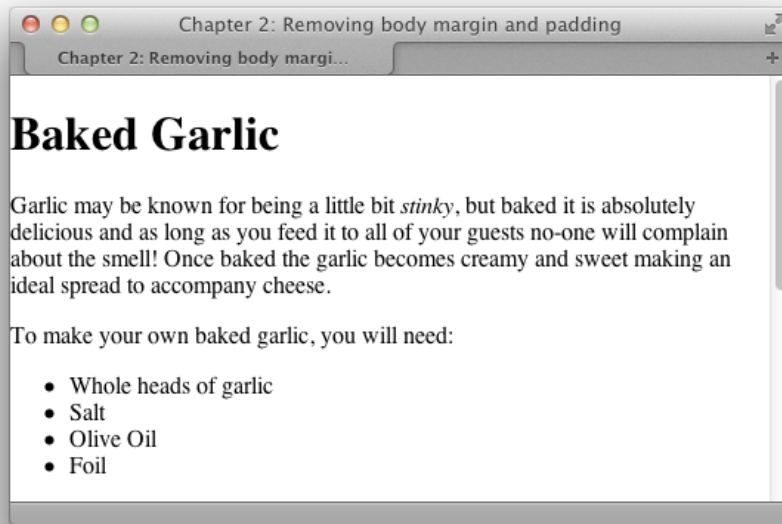 Chapter 2: Removing body margin and padding
Chapter 2: Removing body margi...
Baked Garlic
Garlic may be known for being a little bit stinky, but baked it is absolutely
delicious and as long as you feed it to all of your guests no-one will complain
about the smell! Once baked the garlic becomes creamy and sweet making an
ideal spread to accompany cheese.
To make your own baked garlic, you will need:
• Whole heads of garlic
• Salt
• Olive Oil
• Foil